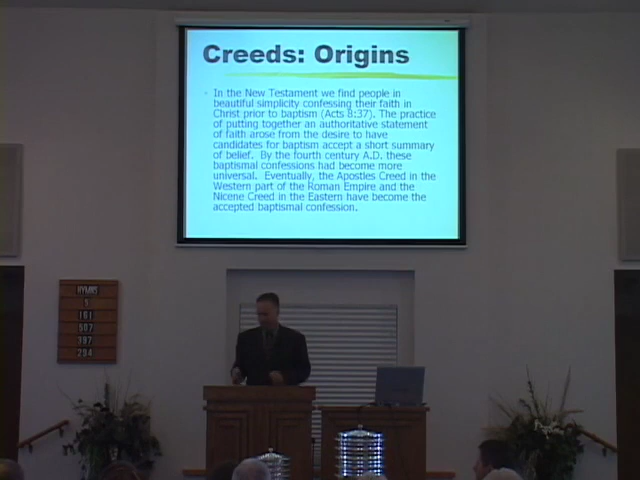 Creeds: Origins
In the New Testament we find people in
beautiful simplicity confessing their faith in
Christ prior to baptism (Acts 8:37). The practice
of putting together an authoritative statement
of faith arose from the desire to have
candidates for baptism accept a short summary
of belief. By the fourth century A.D. these
baptismal confessions had become more
universal. Eventually, the Apostles Creed in the
Western part of the Roman Empire and the
Nicene Creed in the Eastern have become the
accepted baptismal confession.
HYMNS
5
587
294